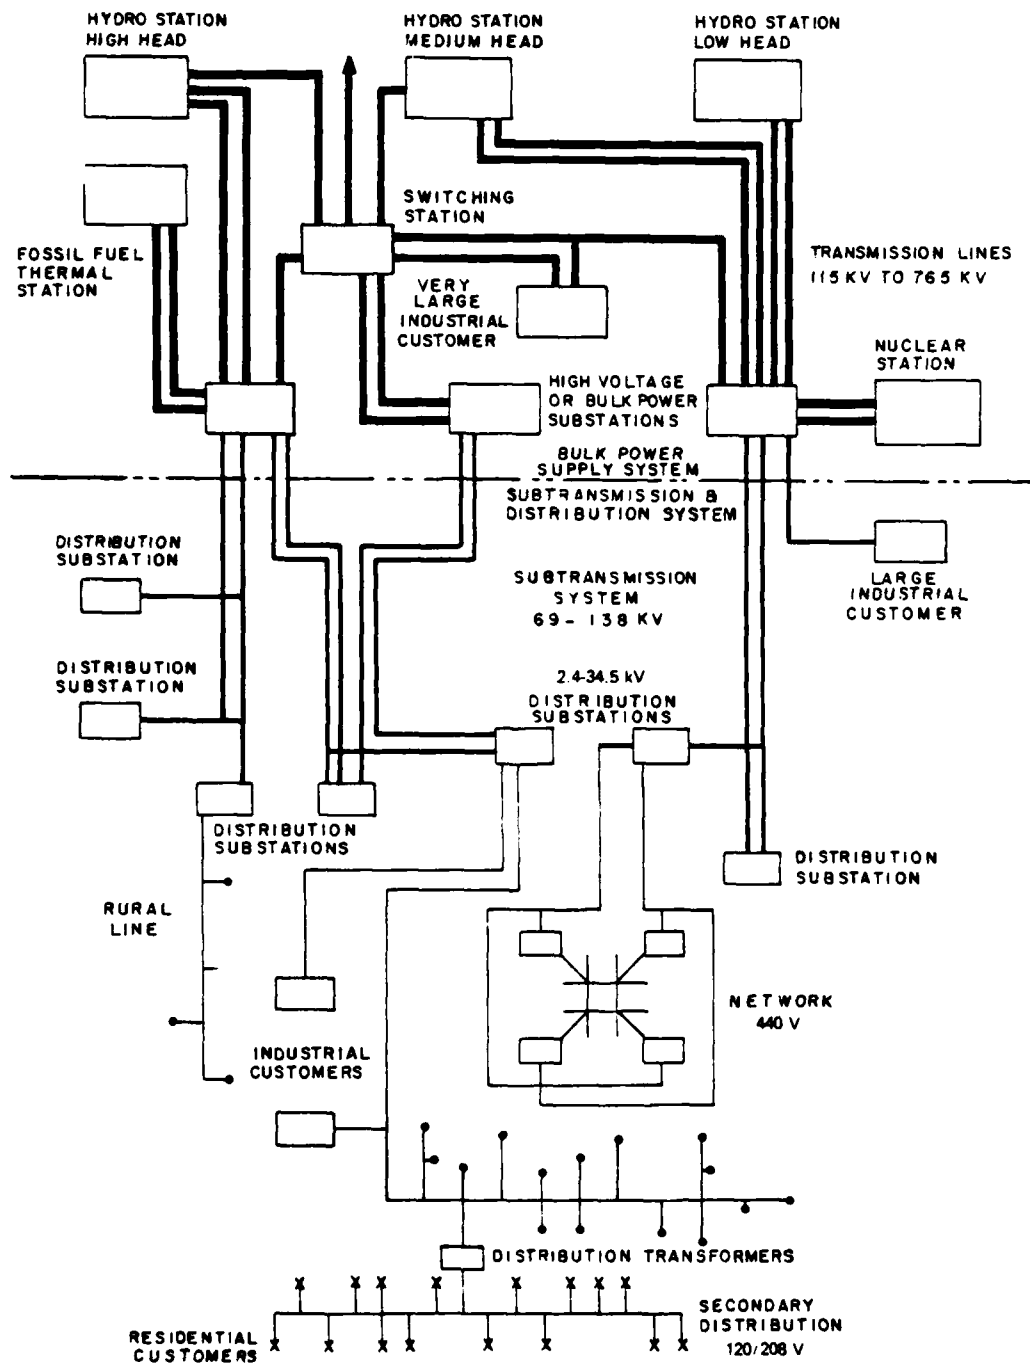 HYDRO STATION
HIGH HEAD
HYDRO STATION
MEDIUM HEAD
HYDRO STATION
LOW HEAD
SWITCHING
STATION
FOSSIL FUEL
THERMAL
STATION
TRANSMISSION LINES
115 KV TO 765 KV
VERY
LARGE
INDUSTRIAL
CUSTOMER
NUCLEAR
STATION
HIGH VOLTAGE
OR BULK POWER
SUBSTATIONS
BULK POWER
SUPPLY SYSTEM
SUBTRANSMISSION &
DISTRIBUTION SYSTEM
DISTRIBUTION
SUBSTATION
SUBTRANSMISSION
SYSTEM
69 - 138 KV
LARGE
INDUSTRIAL
CUSTOMER
DISTRIBUTION
SUBSTATION
2.4-34.5 kV
DISTRIBUTION
SUBSTATIONS
DISTRIBUTION
SUBSTATIONS
DISTRIBUTION
SUBSTATION
RURAL
LINE
NETWORK
440 V
INDUSTRIAL
CUSTOMERS
DISTRIBUTION TRANSFORMERS
SECONDARY
DISTRIBUTION
120/208 V
RESIDENTIAL
CUSTOMERS